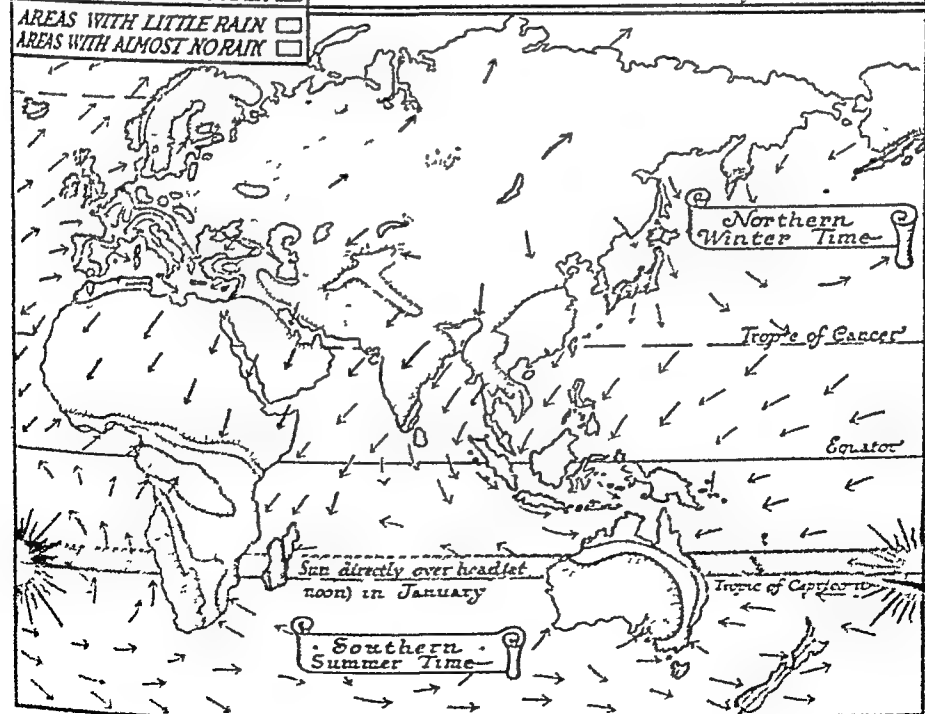 AREAS WITH LITTLE RAIN
AREAS WITH ALMOST NO RAIN
Northern
Winter Time
Tropic of Cancer
Equator
Sun directly over head (at
noon) in January
Tropic of Capricorn
Southern
Summer Time